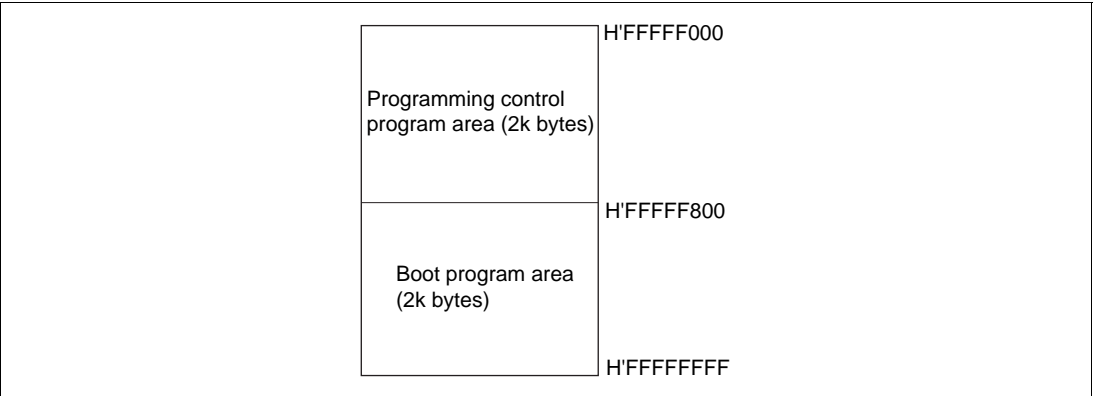 H'FFFFF000
Programming control
program area (2k bytes)
H'FFFFF800
Boot program area
(2k bytes)
H'FFFFFFFF